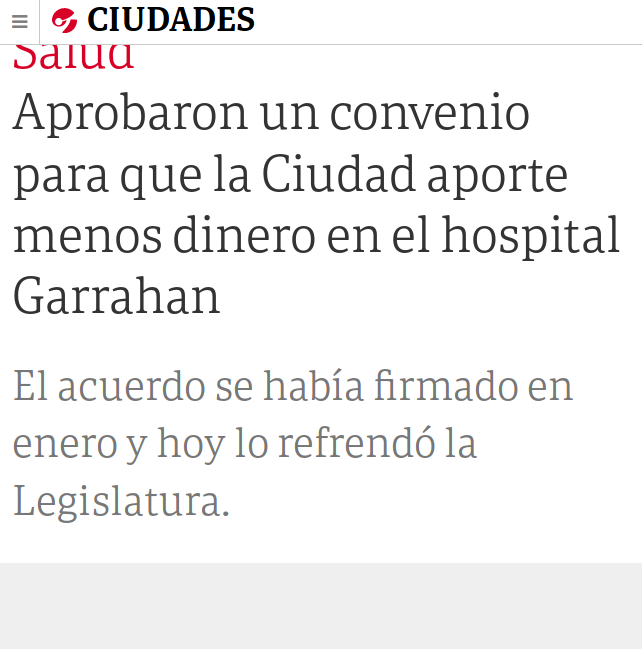 CIUDADES
Salud
Aprobaron un convenio
para que la Ciudad aporte
menos dinero en el hospital
Garrahan
El acuerdo se había firmado en
enero y hoy lo refrendó la
Legislatura.